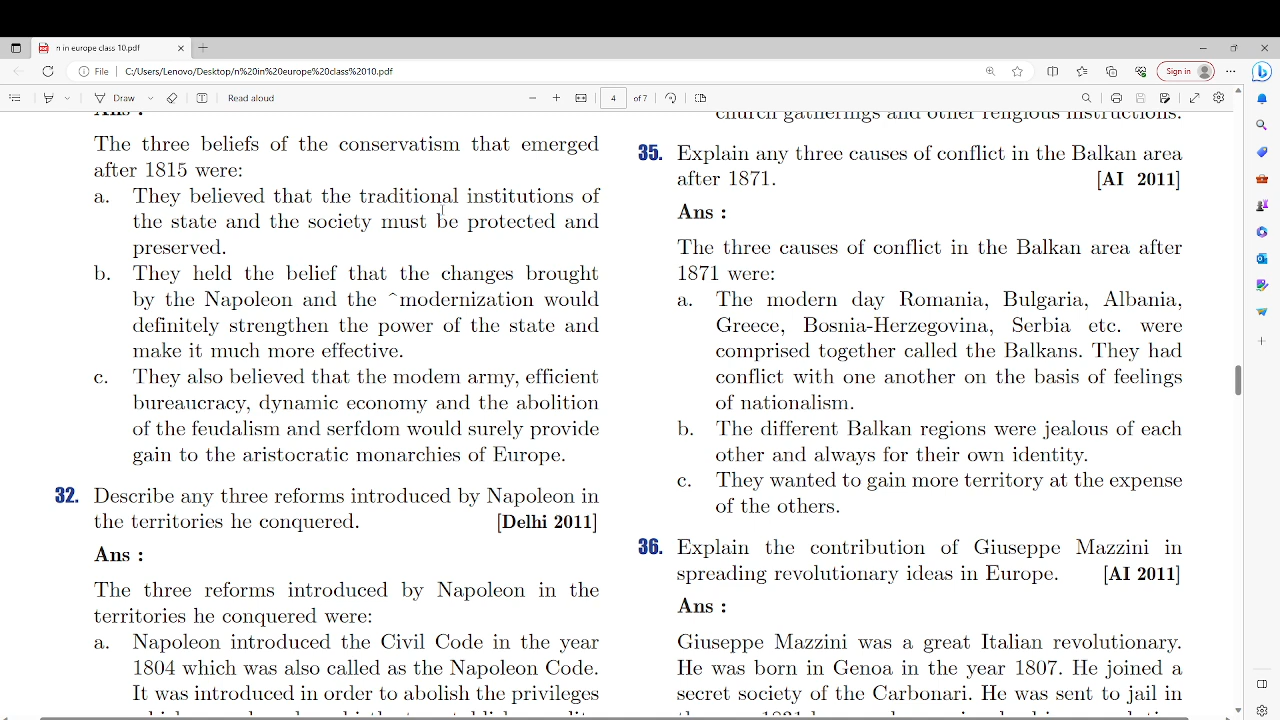 n in europe class 10.pdf
File
C:/Users/Lenovo/Desktop/n%20in%20europe%20class%2010.pdf
Sign in
Draw
Read aloud
4
of 7
Ans :
The three beliefs of the conservatism that emerged
after 1815 were:
a. They believed that the traditional institutions of
the state and the society must be protected and
preserved.
b. They held the belief that the changes brought
by the Napoleon and the ^modernization would
definitely strengthen the power of the state and
make it much more effective.
c. They also believed that the modem army, efficient
bureaucracy, dynamic economy and the abolition
of the feudalism and serfdom would surely provide
gain to the aristocratic monarchies of Europe.
32. Describe any three reforms introduced by Napoleon in
the territories he conquered. [Delhi 2011]
Ans :
The three reforms introduced by Napoleon in the
territories he conquered were:
a. Napoleon introduced the Civil Code in the year
1804 which was also called as the Napoleon Code.
It was introduced in order to abolish the privileges
church gatherings and other religious instructions.
35. Explain any three causes of conflict in the Balkan area
after 1871. [AI 2011]
Ans :
The three causes of conflict in the Balkan area after
1871 were:
a. The modern day Romania, Bulgaria, Albania,
Greece, Bosnia-Herzegovina, Serbia etc. were
comprised together called the Balkans. They had
conflict with one another on the basis of feelings
of nationalism.
b. The different Balkan regions were jealous of each
other and always for their own identity.
c. They wanted to gain more territory at the expense
of the others.
36. Explain the contribution of Giuseppe Mazzini in
spreading revolutionary ideas in Europe. [AI 2011]
Ans :
Giuseppe Mazzini was a great Italian revolutionary.
He was born in Genoa in the year 1807. He joined a
secret society of the Carbonari. He was sent to jail in